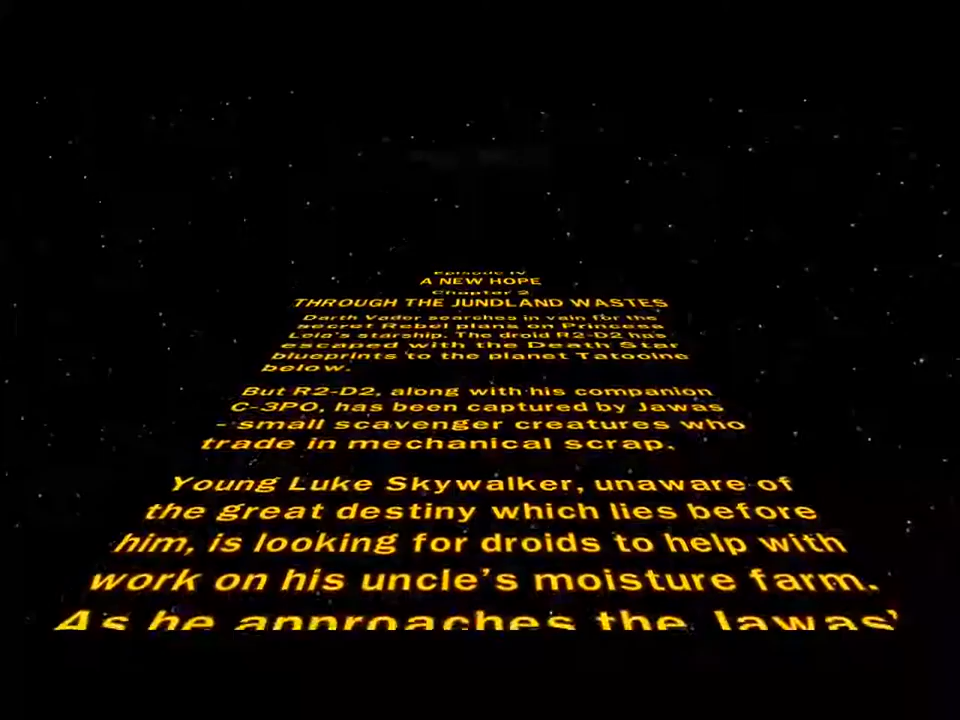 Episode IV
A NEW HOPE
Chapter 2
THROUGH THE JUNDLAND WASTES
Darth Vader searches in vain for the
secret Rebel plans on Princess
Leia's starship. The droid R2-D2 has
escaped with the Death Star
blueprints to the planet Tatooine
below.
But R2-D2, along with his companion
C-3PO, has been captured by Jawas
- small scavenger creatures who
trade in mechanical scrap.
Young Luke Skywalker, unaware of
the great destiny which lies before
him, is looking for droids to help with
work on his uncle's moisture farm.
As he approaches the Jawas'